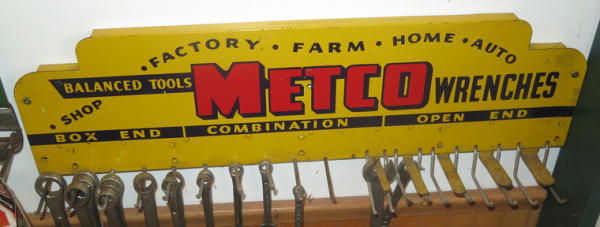 • SHOP • FACTORY • FARM • HOME • AUTO
BALANCED TOOLS METCO WRENCHES
BOX END COMBINATION OPEN END